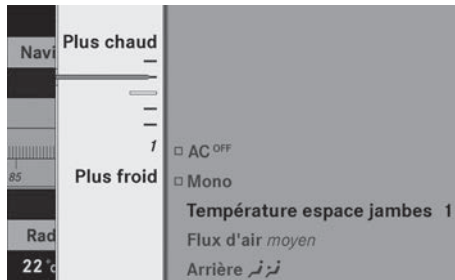 Plus chaud
Navi
1
85
Plus froid
AC OFF
Mono
Température espace jambes 1
Rad
Flux d'air moyen
22 °c
Arrière